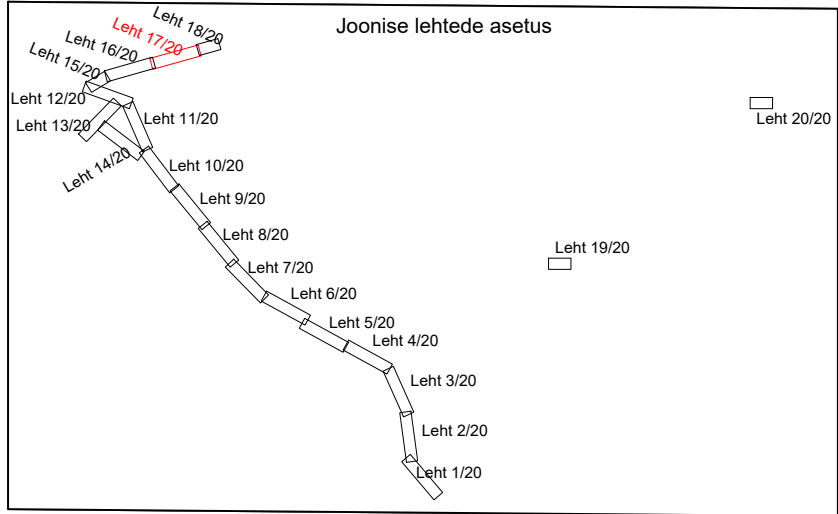 Joonise lehtede asetus
Leht 18/20
Leht 17/20
Leht 16/20
Leht 15/20
Leht 12/20
Leht 13/20
Leht 11/20
Leht 14/20
Leht 10/20
Leht 9/20
Leht 8/20
Leht 7/20
Leht 6/20
Leht 5/20
Leht 4/20
Leht 3/20
Leht 2/20
Leht 1/20
Leht 20/20
Leht 19/20